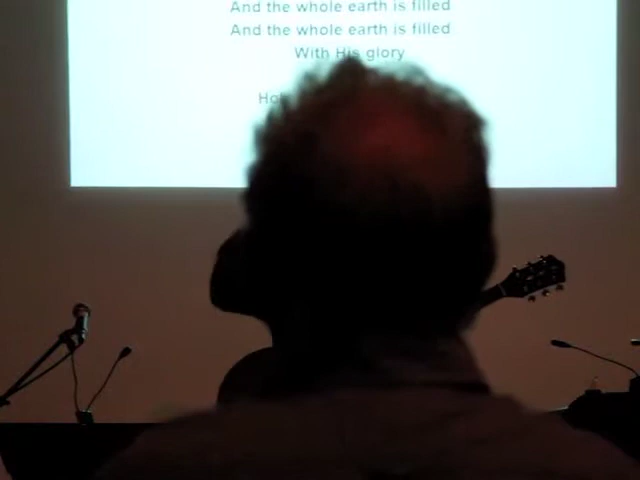 And the whole earth is filled
And the whole earth is filled
With His glory